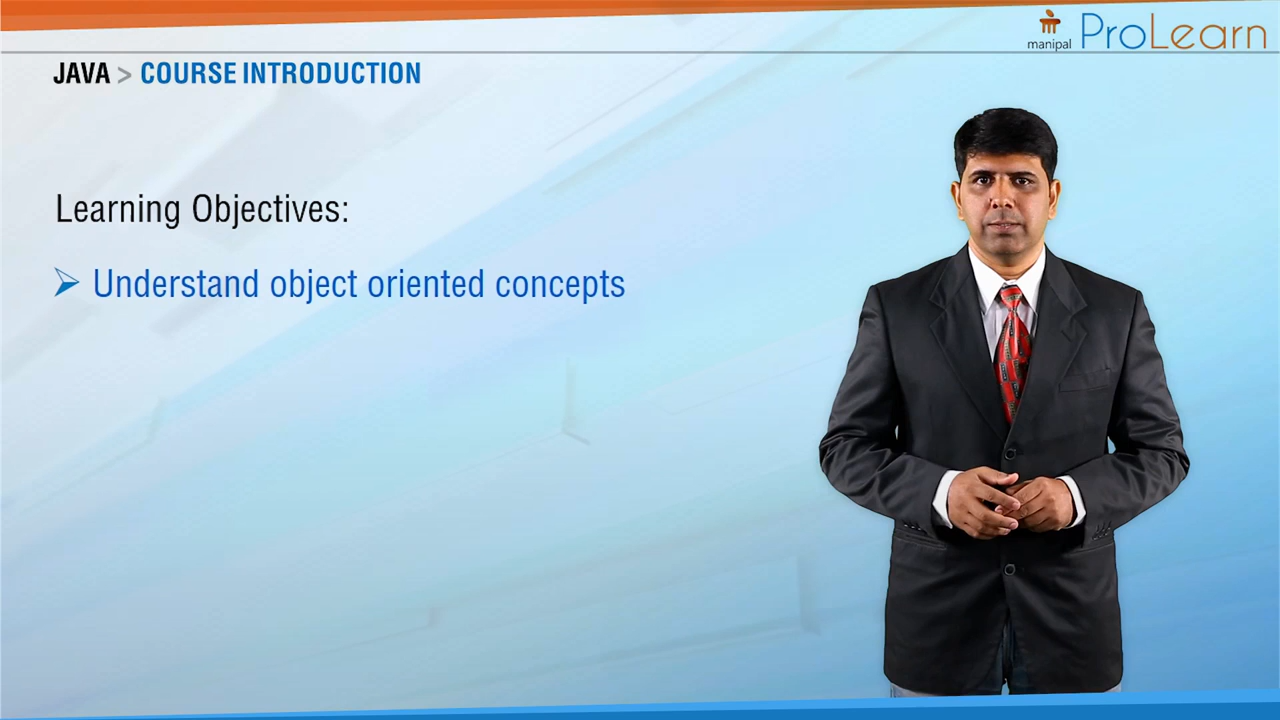 manipal ProLearn
JAVA > COURSE INTRODUCTION
Learning Objectives:
Understand object oriented concepts